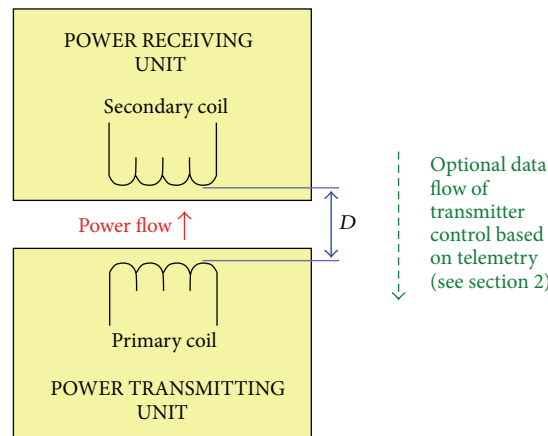 POWER RECEIVING
UNIT
Secondary coil
Power flow
D
Optional data
flow of
transmitter
control based
on telemetry
(see section 2)
Primary coil
POWER TRANSMITTING
UNIT